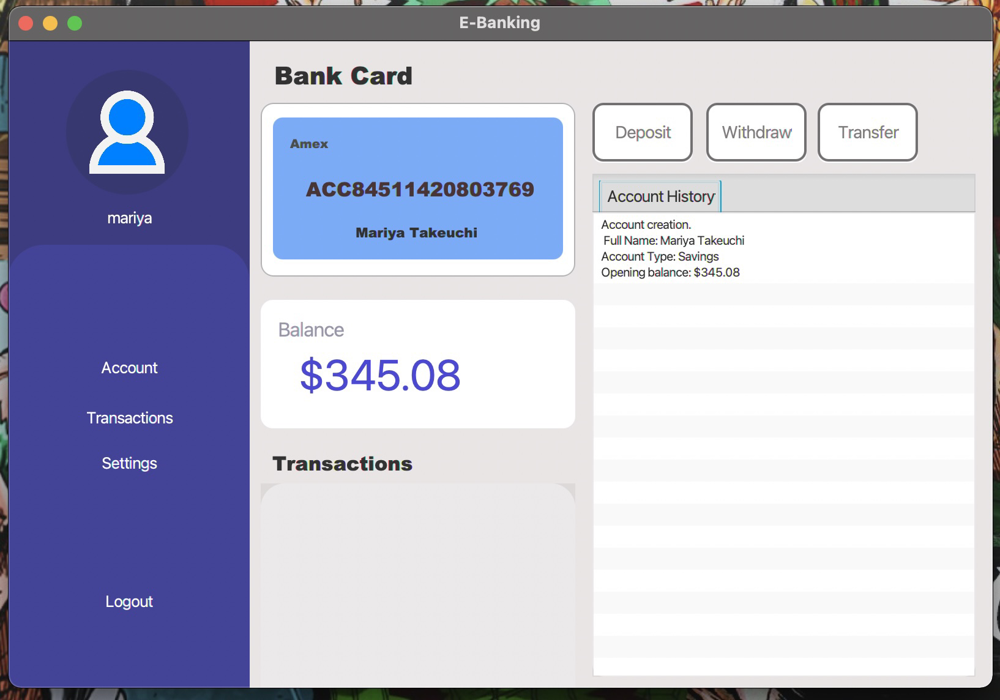 E-Banking
mariya
Account
Transactions
Settings
Logout
Bank Card
Amex
ACC84511420803769
Mariya Takeuchi
Balance
$345.08
Transactions
Deposit
Withdraw
Transfer
Account History
Account creation.
Full Name: Mariya Takeuchi
Account Type: Savings
Opening balance: $345.08